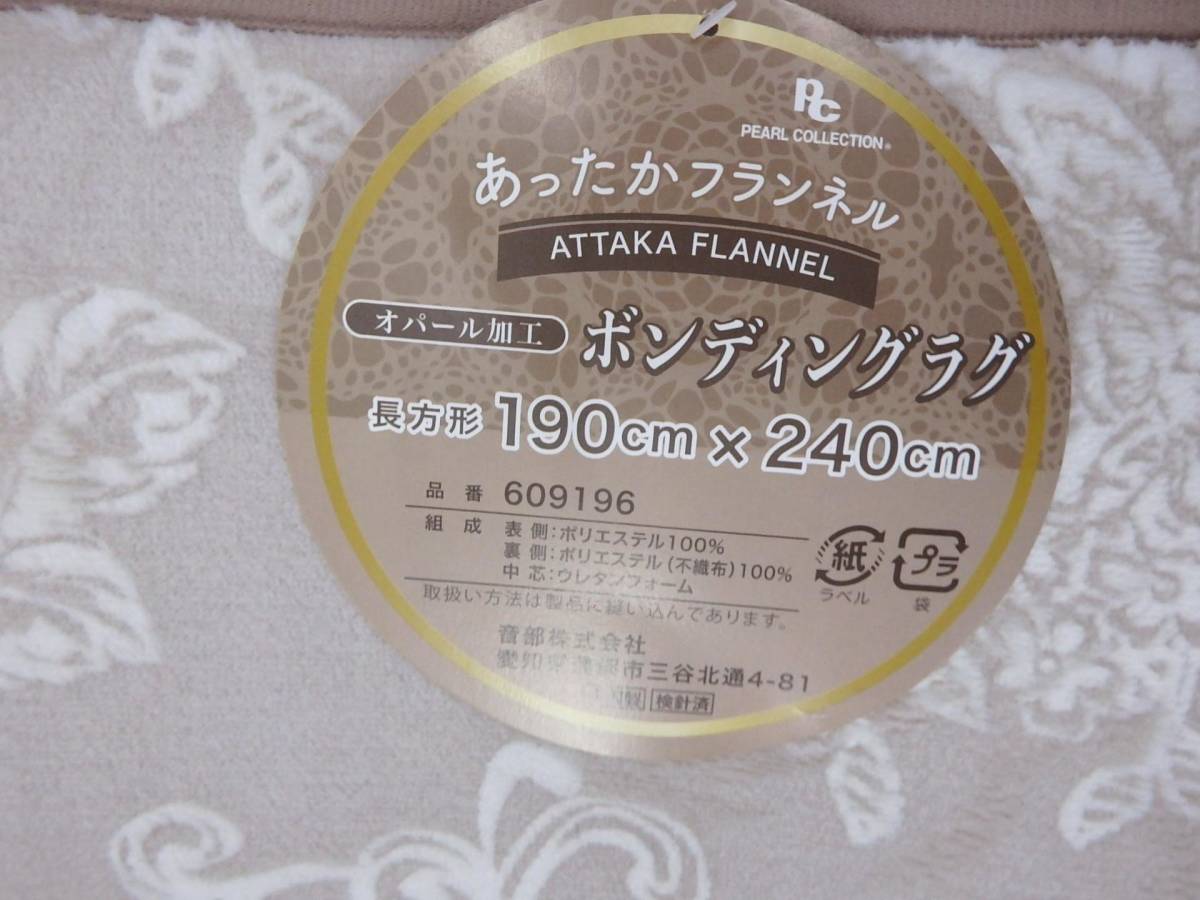 PC
PEARL COLLECTION®
あったかフランネル
ATTAKA FLANNEL
オパール加工 ボンディングラグ
長方形 190cm × 240cm
品番 609196
組成 表側:ポリエステル100%
裏側:ポリエステル(不織布)100%
中芯:ウレタンフォーム
取扱い方法は製品に縫い込んであります。
音部株式会社
愛知県蒲郡市三谷北通4-81
検針済
紙
ラベル
プラ
袋